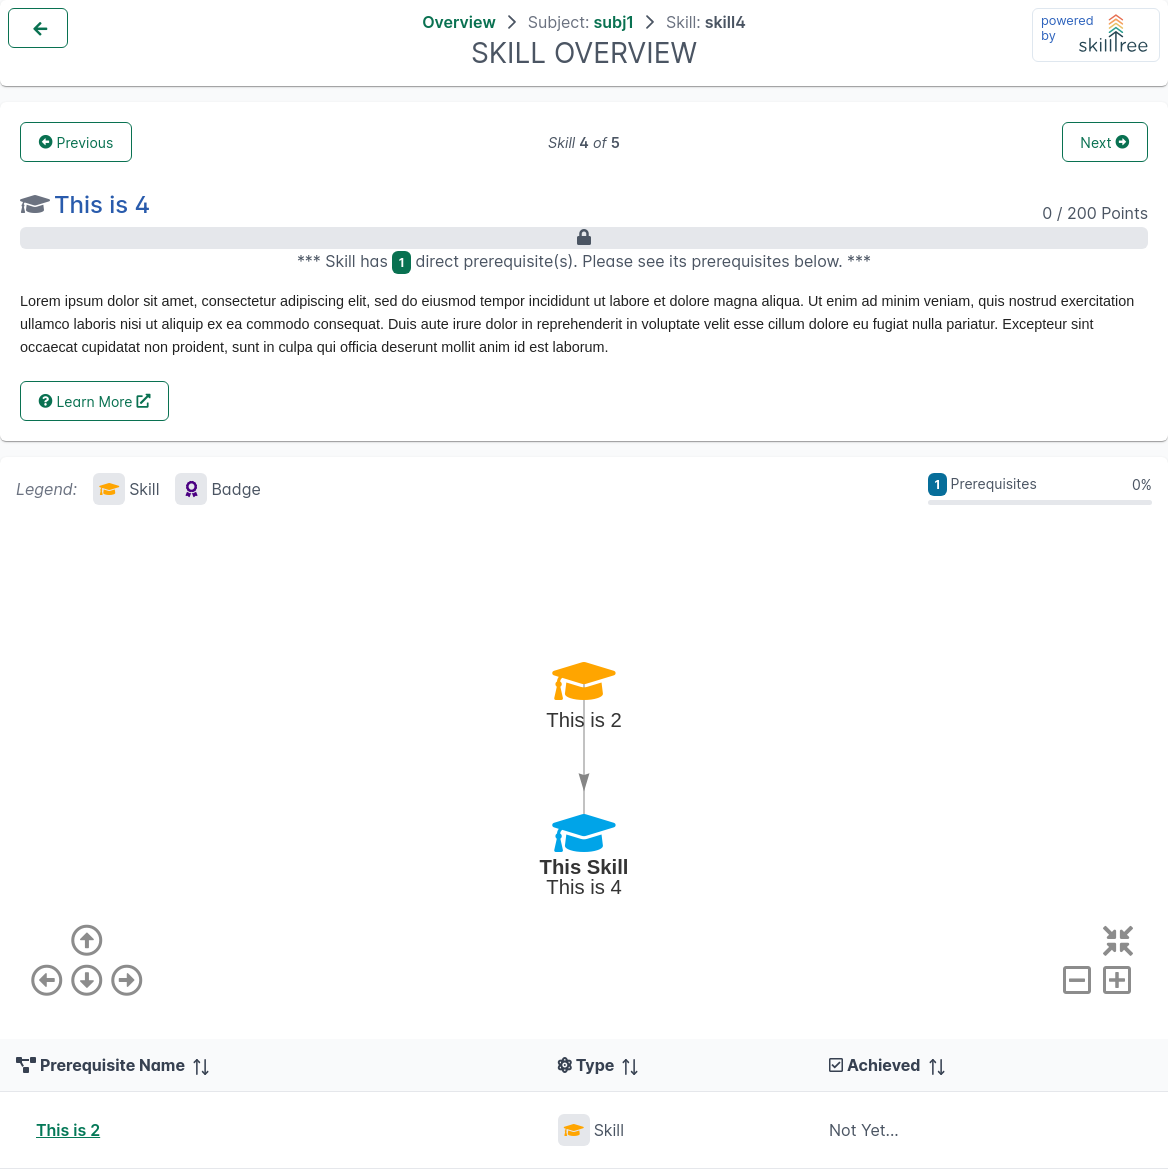 Overview > Subject: subj1 > Skill: skill4
SKILL OVERVIEW
powered by
skilltree
Previous
Skill 4 of 5
Next
This is 4
0 / 200 Points
*** Skill has 1 direct prerequisite(s). Please see its prerequisites below. ***
Lorem ipsum dolor sit amet, consectetur adipiscing elit, sed do eiusmod tempor incididunt ut labore et dolore magna aliqua. Ut enim ad minim veniam, quis nostrud exercitation
ullamco laboris nisi ut aliquip ex ea commodo consequat. Duis aute irure dolor in reprehenderit in voluptate velit esse cillum dolore eu fugiat nulla pariatur. Excepteur sint
occaecat cupidatat non proident, sunt in culpa qui officia deserunt mollit anim id est laborum.
Learn More
Legend: Skill Badge
1 Prerequisites 0%
This is 2
This Skill
This is 4
Prerequisite Name Type Achieved
This is 2 Skill Not Yet...